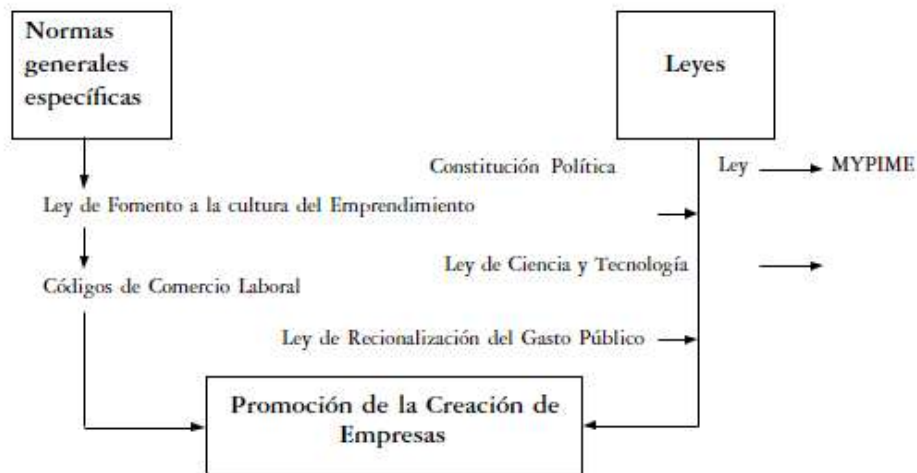 Normas
generales
específicas
Leyes
Constitución Política
Ley
MYPIME
Ley de Fomento a la cultura del Emprendimiento
Ley de Ciencia y Tecnología
Códigos de Comercio Laboral
Ley de Recionalización del Gasto Público
Promoción de la Creación de
Empresas